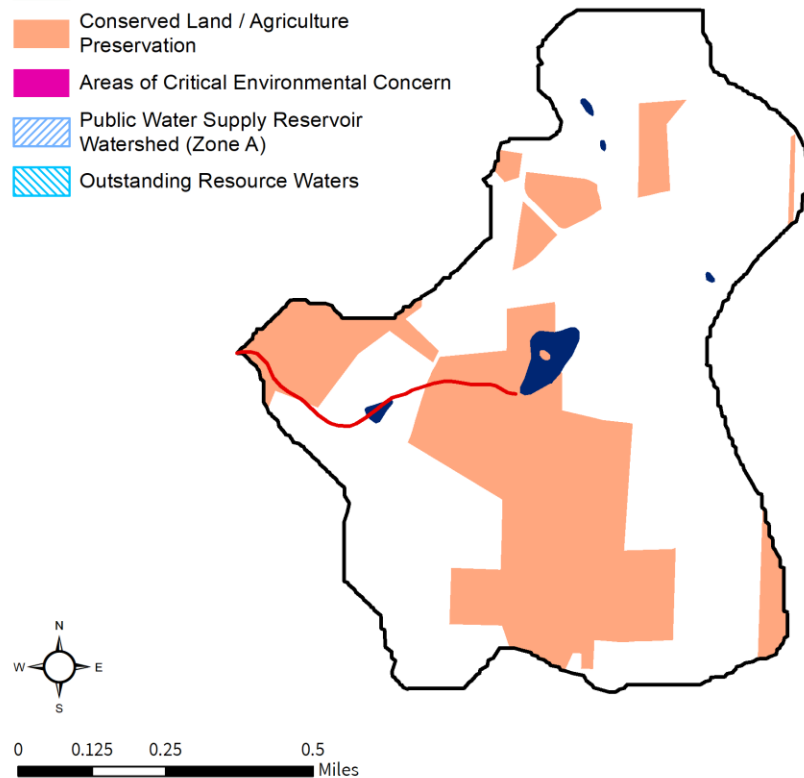 Conserved Land / Agriculture
Preservation
Areas of Critical Environmental Concern
Public Water Supply Reservoir
Watershed (Zone A)
Outstanding Resource Waters
N
W E
S
0 0.125 0.25 0.5
Miles